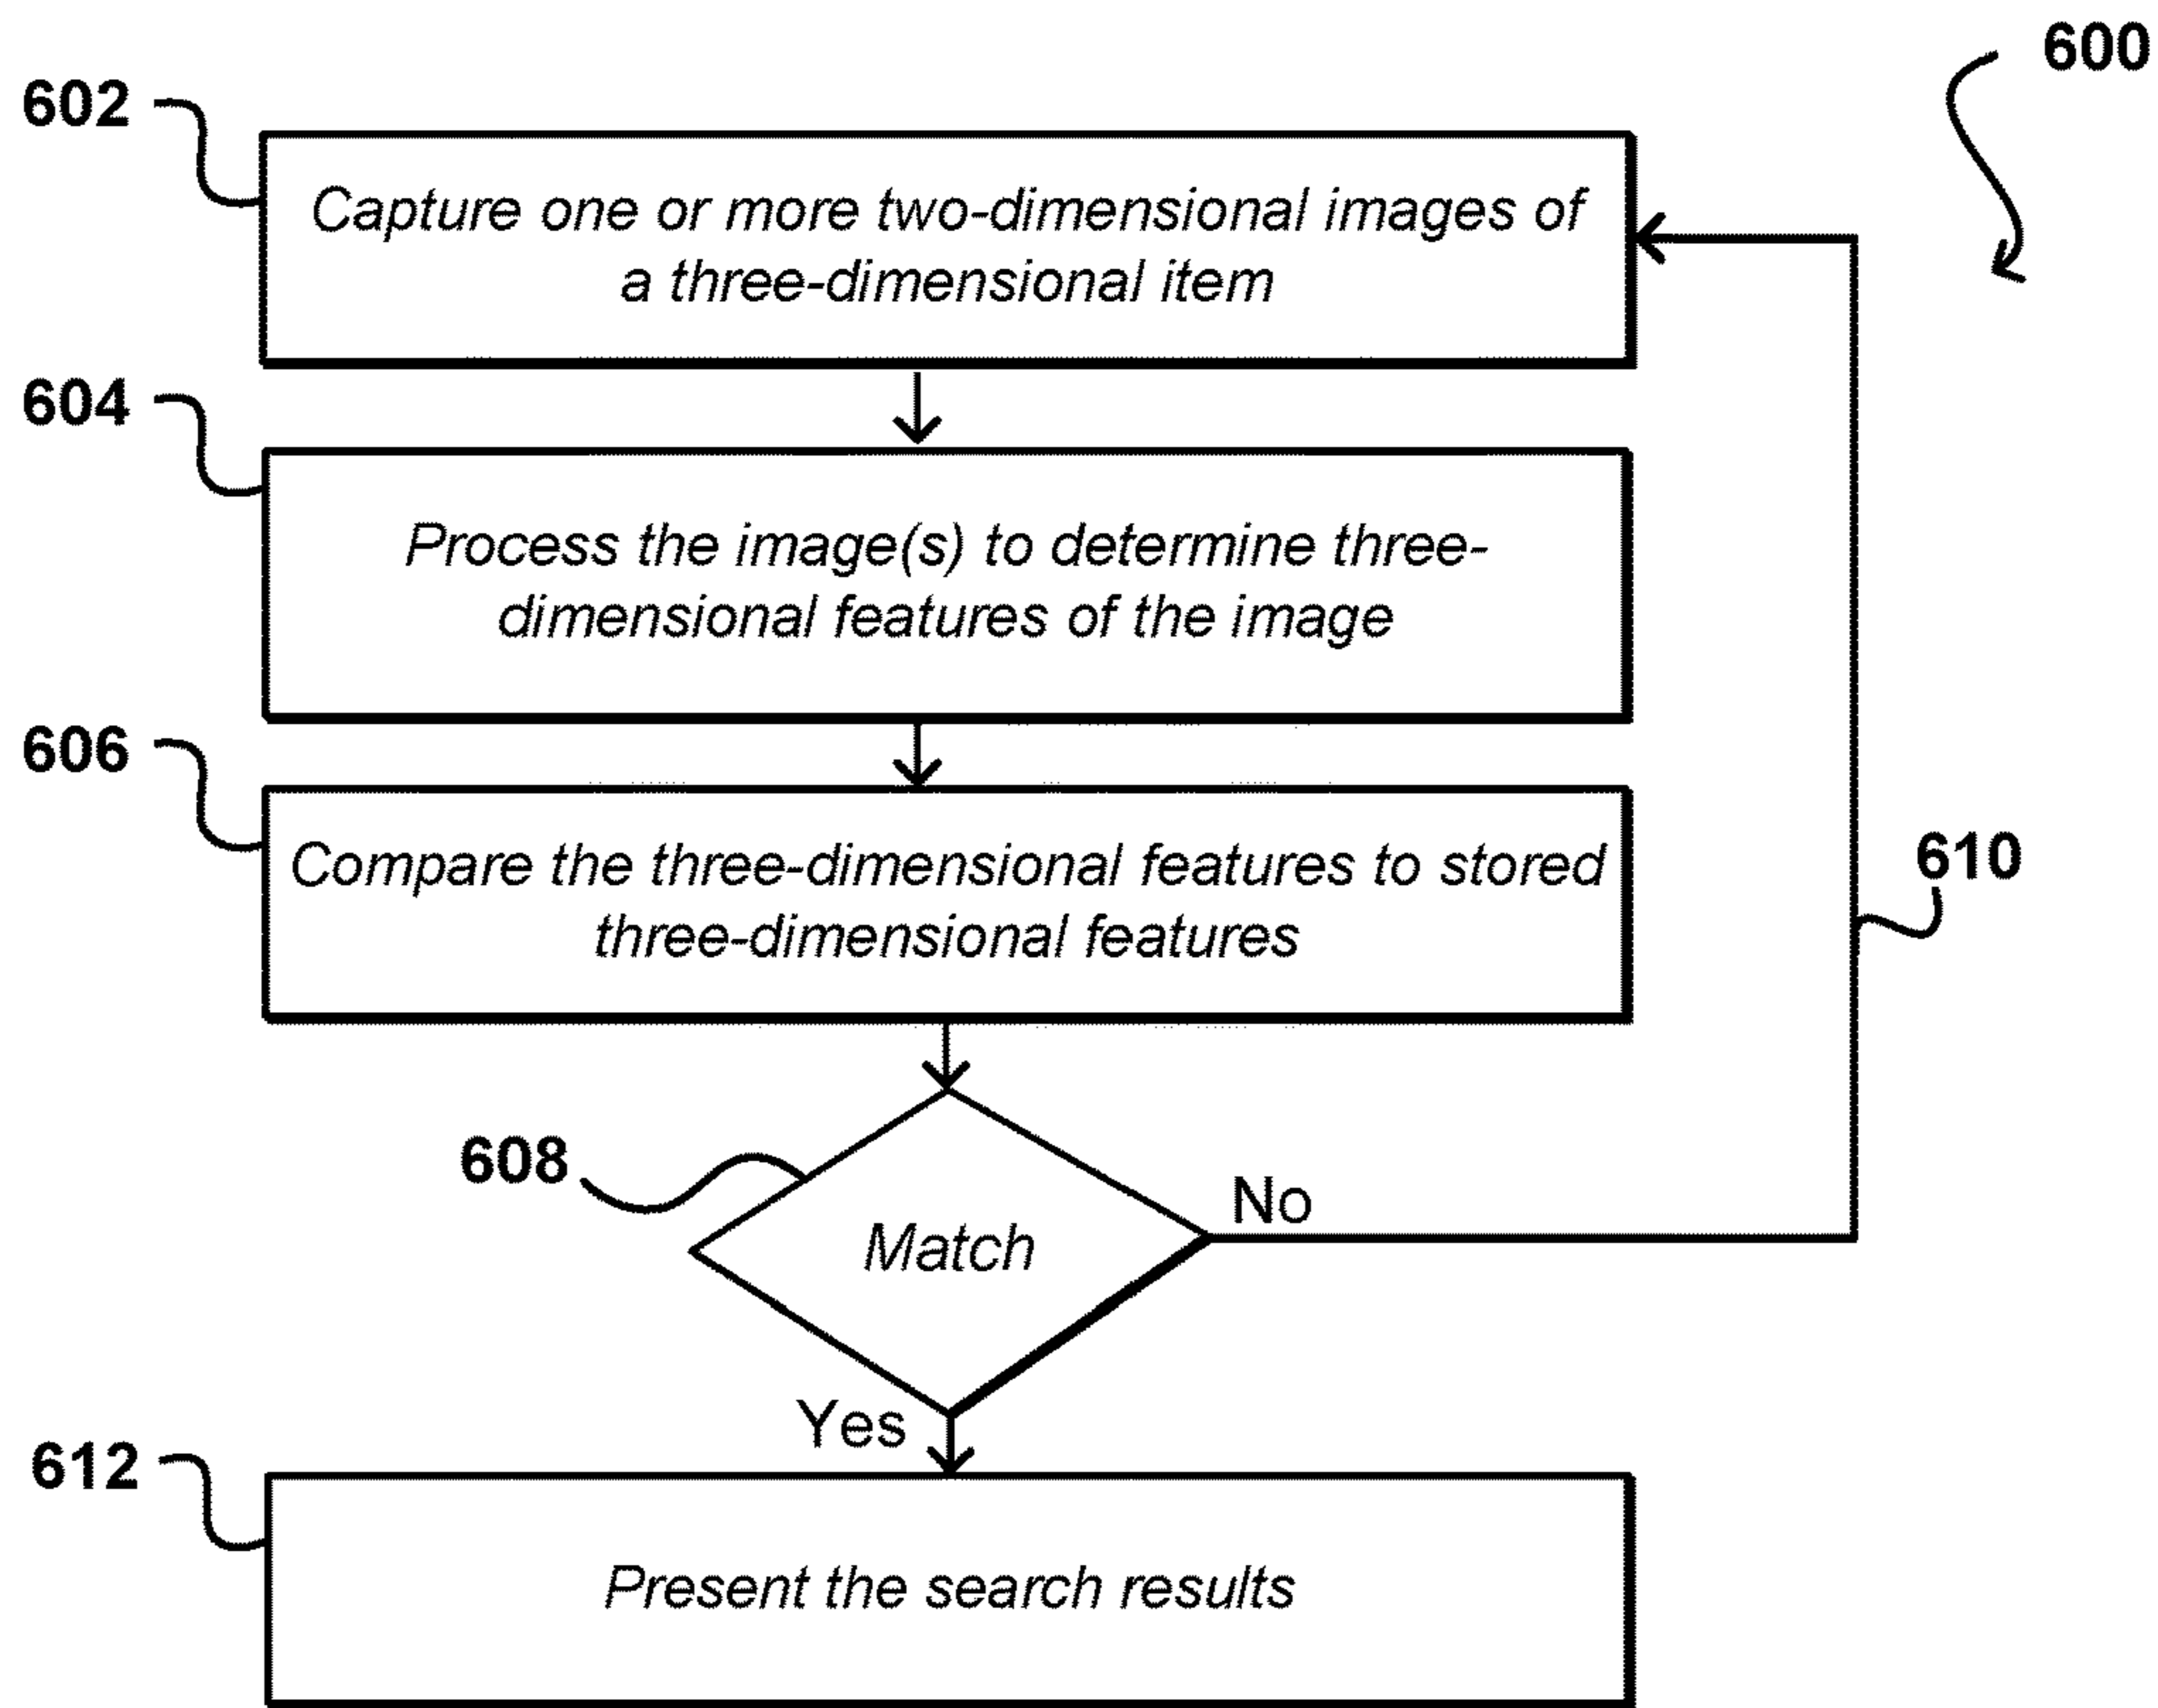 600
602
Capture one or more two-dimensional images of
a three-dimensional item
604
Process the image(s) to determine three-
dimensional features of the image
606
Compare the three-dimensional features to stored
three-dimensional features
610
608
Match
No
Yes
612
Present the search results